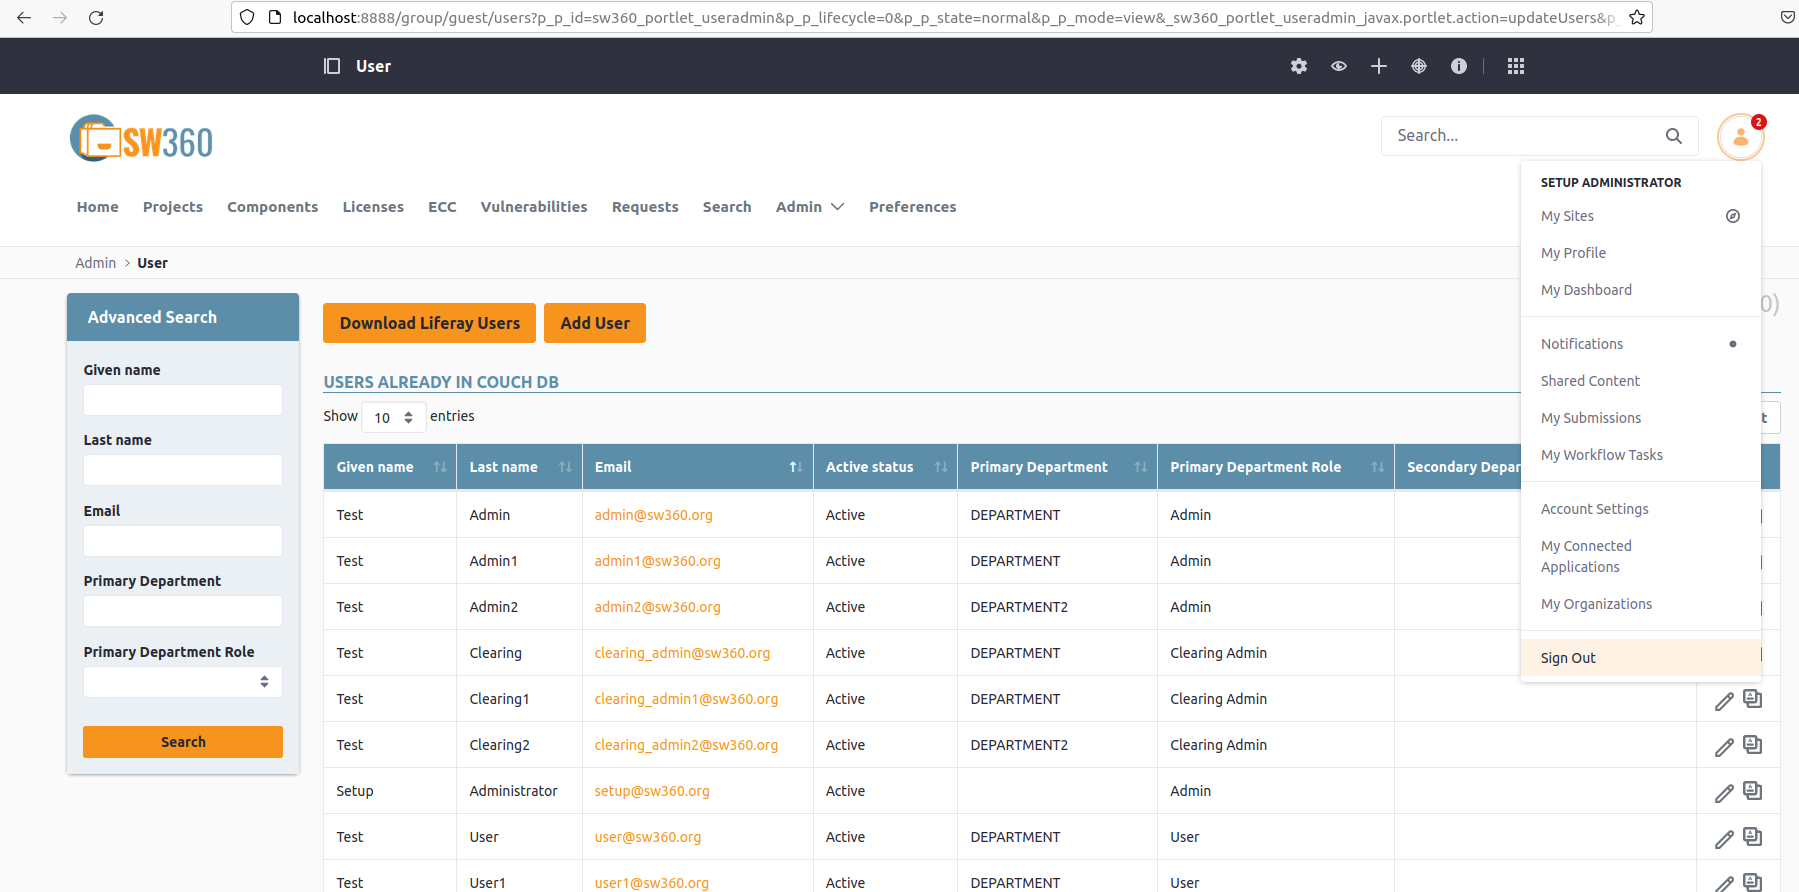 localhost:8888/group/guest/users?p_p_id=sw360_portlet_useradmin&p_p_lifecycle=0&p_p_state=normal&p_p_mode=view&_sw360_portlet_useradmin_javax.portlet.action=updateUsers&p_
User
SW360
Search...
2
Home Projects Components Licenses ECC Vulnerabilities Requests Search Admin Preferences
SETUP ADMINISTRATOR
My Sites
My Profile
My Dashboard
Notifications
Shared Content
My Submissions
My Workflow Tasks
Account Settings
My Connected
Applications
My Organizations
Sign Out
Admin > User
0)
Advanced Search
Given name
Last name
Email
Primary Department
Primary Department Role
Search
Download Liferay Users Add User
USERS ALREADY IN COUCH DB
Show 10 entries
t
Given name Last name Email Active status Primary Department Primary Department Role Secondary Depar
Test Admin admin@sw360.org Active DEPARTMENT Admin
Test Admin1 admin1@sw360.org Active DEPARTMENT Admin
Test Admin2 admin2@sw360.org Active DEPARTMENT2 Admin
Test Clearing clearing_admin@sw360.org Active DEPARTMENT Clearing Admin
Test Clearing1 clearing_admin1@sw360.org Active DEPARTMENT Clearing Admin
Test Clearing2 clearing_admin2@sw360.org Active DEPARTMENT2 Clearing Admin
Setup Administrator setup@sw360.org Active Admin
Test User user@sw360.org Active DEPARTMENT User
Test User1 user1@sw360.org Active DEPARTMENT User